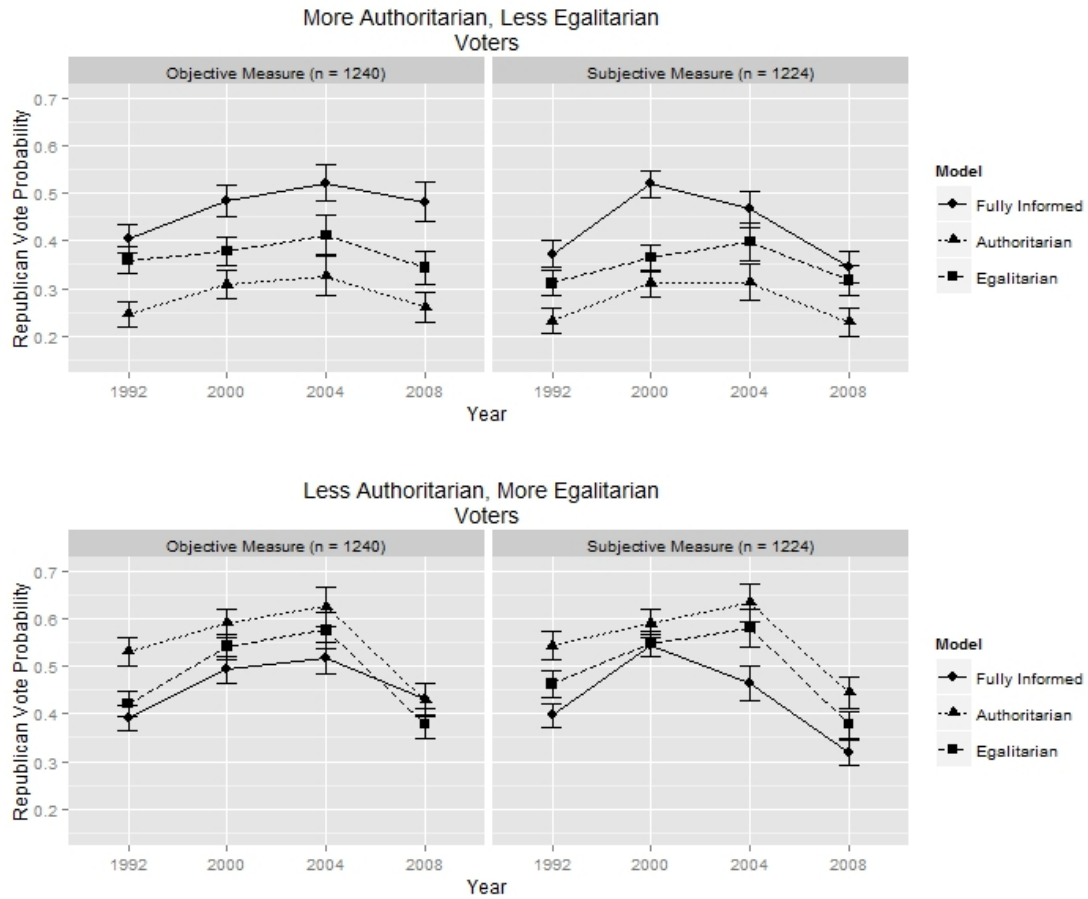 More Authoritarian, Less Egalitarian
Voters
Objective Measure (n = 1240)
Subjective Measure (n = 1224)
Republican Vote Probability
0.7
0.6
0.5
0.4
0.3
0.2
1992
2000
2004
2008
1992
2000
2004
2008
Year
Model
Fully Informed
Authoritarian
Egalitarian
Less Authoritarian, More Egalitarian
Voters
Objective Measure (n = 1240)
Subjective Measure (n = 1224)
Republican Vote Probability
0.7
0.6
0.5
0.4
0.3
0.2
1992
2000
2004
2008
1992
2000
2004
2008
Year
Model
Fully Informed
Authoritarian
Egalitarian